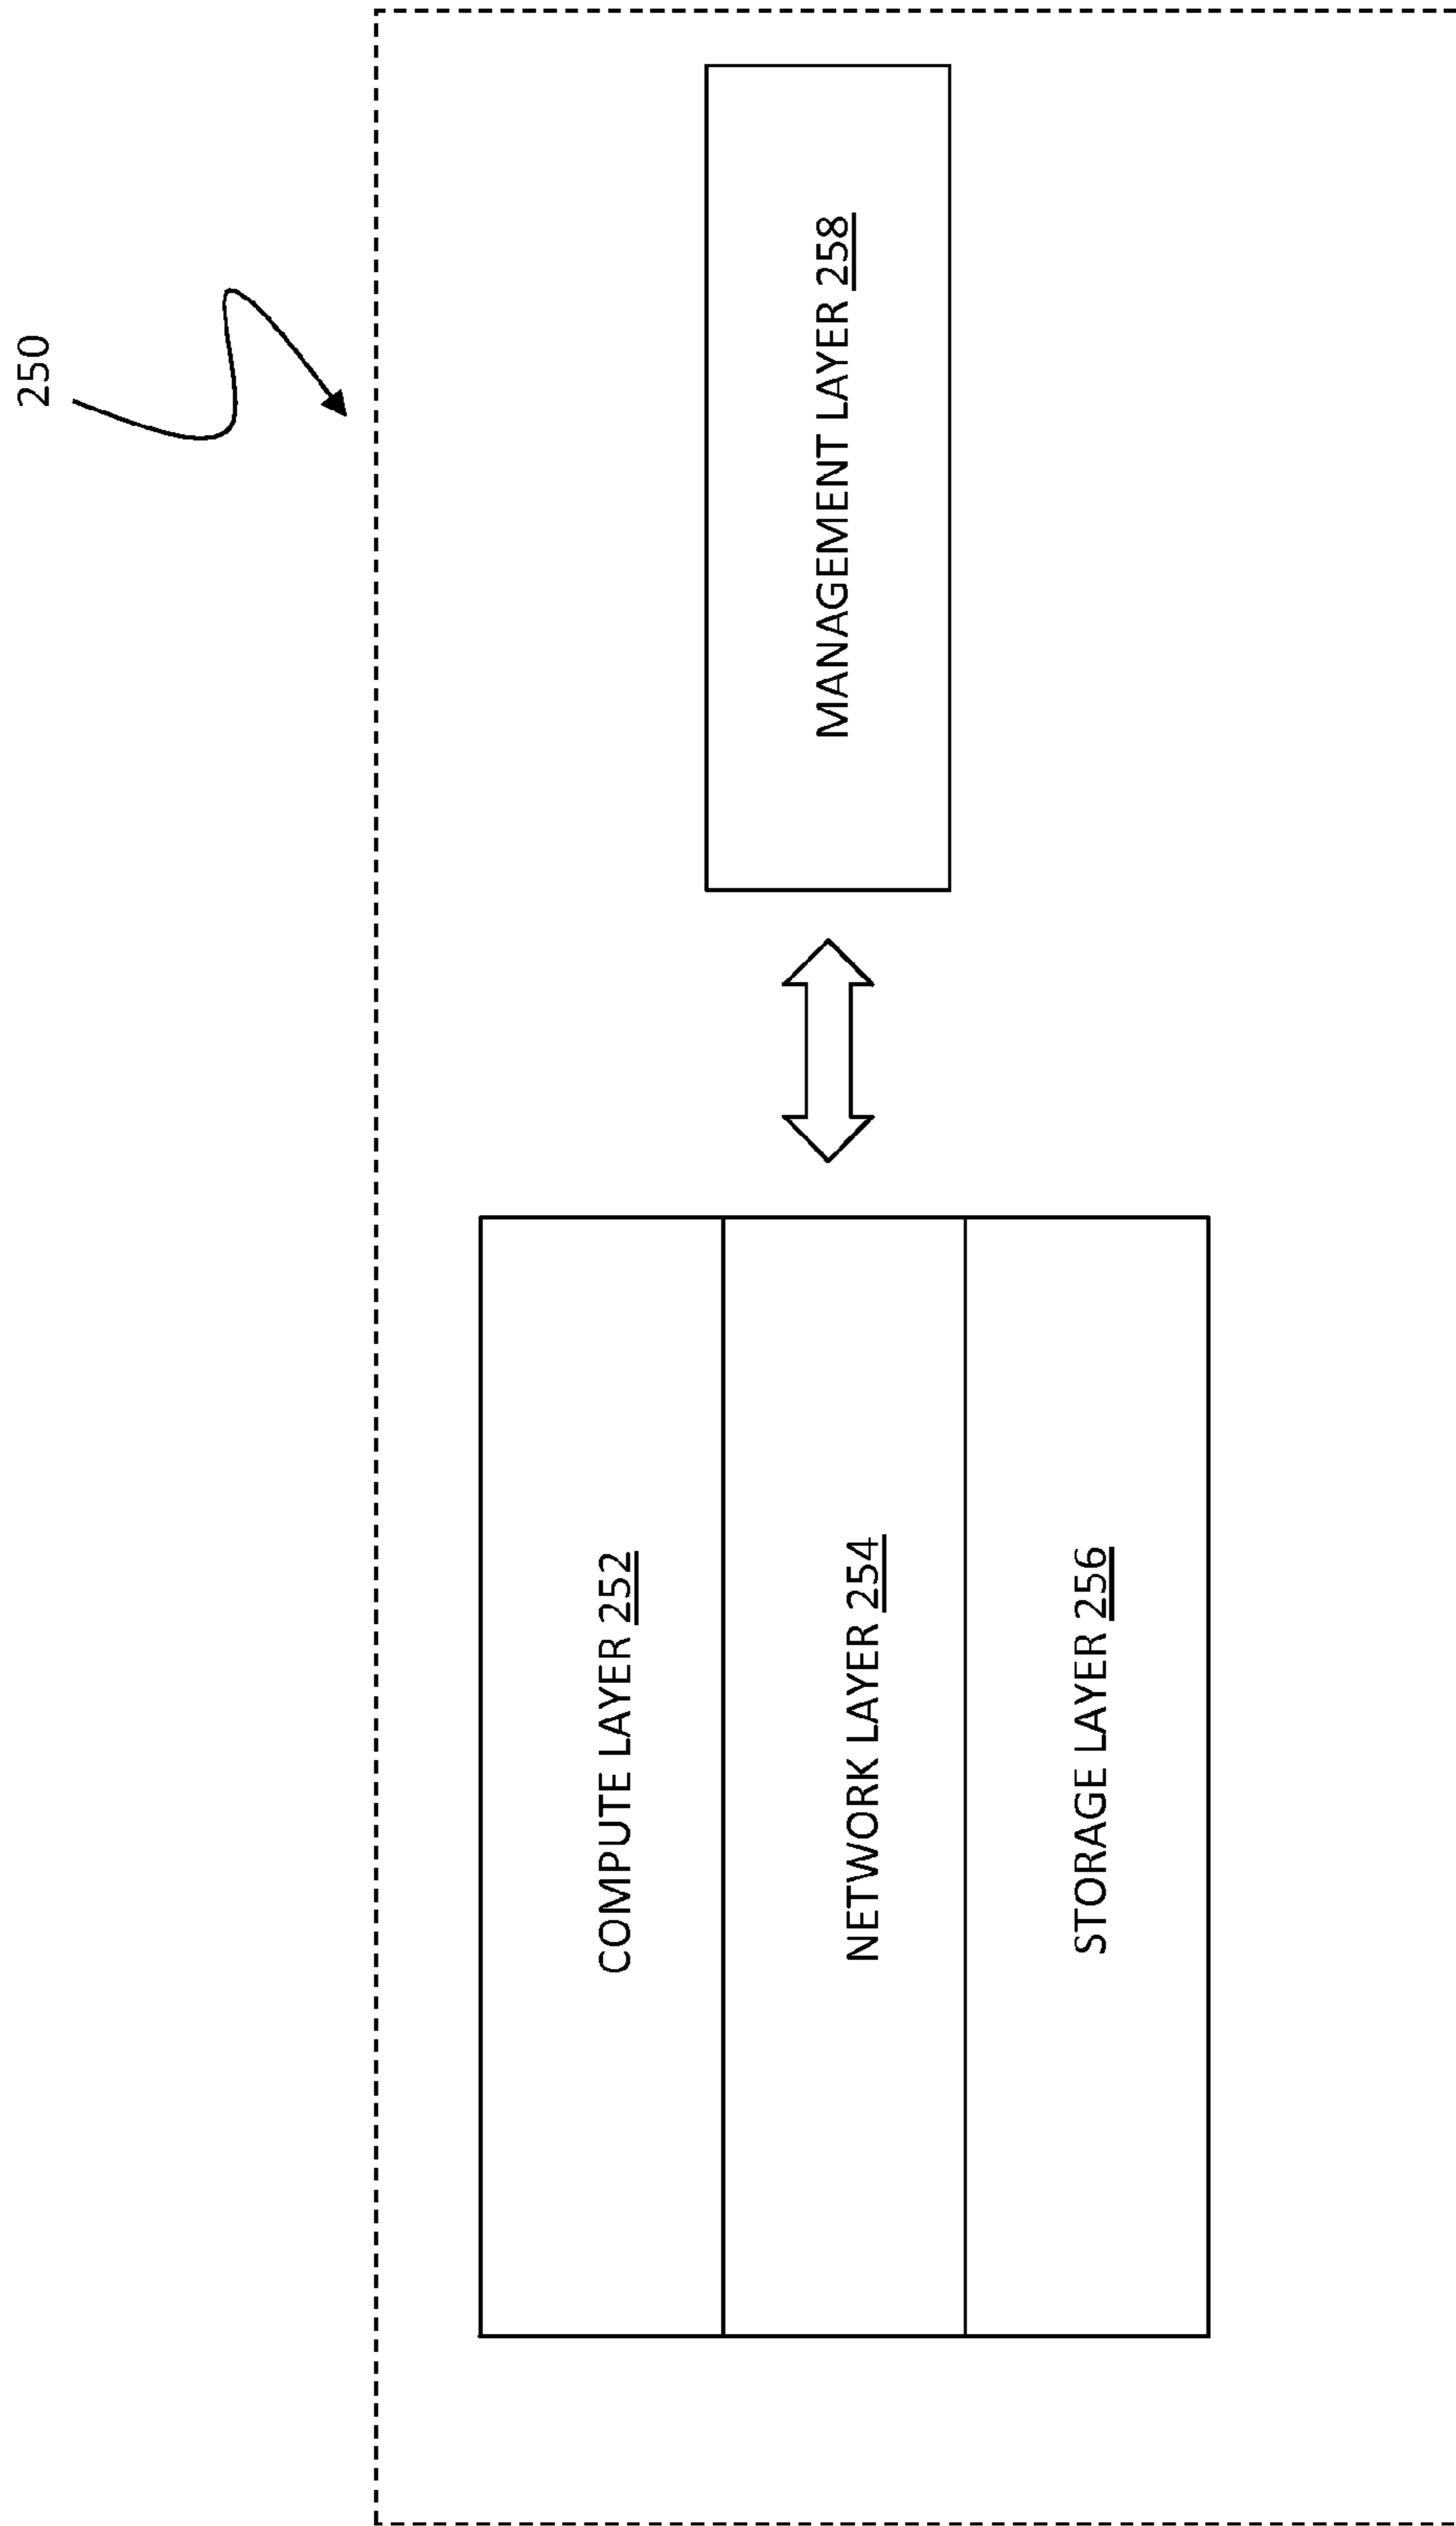 250
COMPUTE LAYER 252
NETWORK LAYER 254
STORAGE LAYER 256
MANAGEMENT LAYER 258